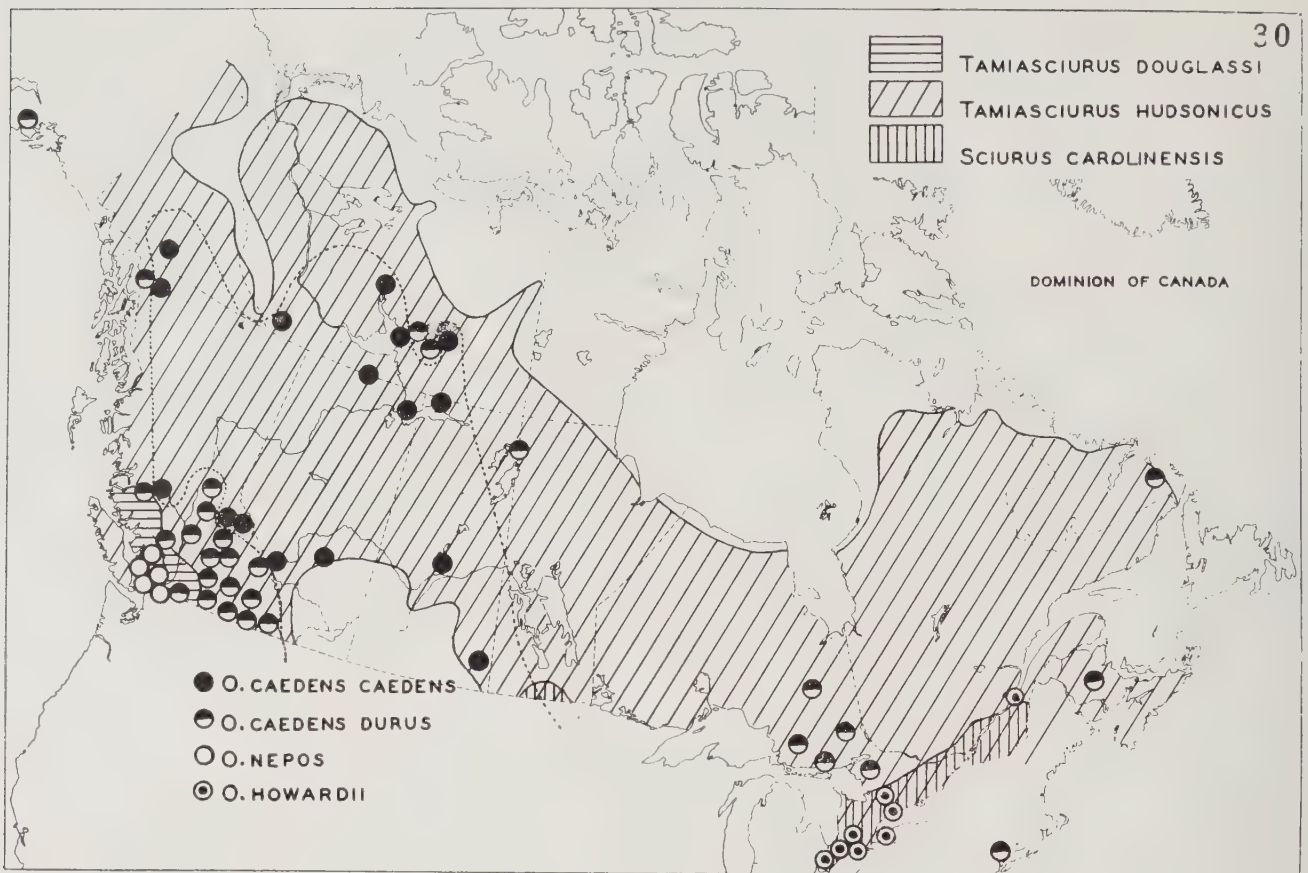 30
TAMIASCIURUS DOUGLASSI
TAMIASCIURUS HUDSONICUS
SCIURUS CAROLINENSIS
DOMINION OF CANADA
O. CAEDENS CAEDENS
O. CAEDENS DURUS
O. NEPOS
O. HOWARDII